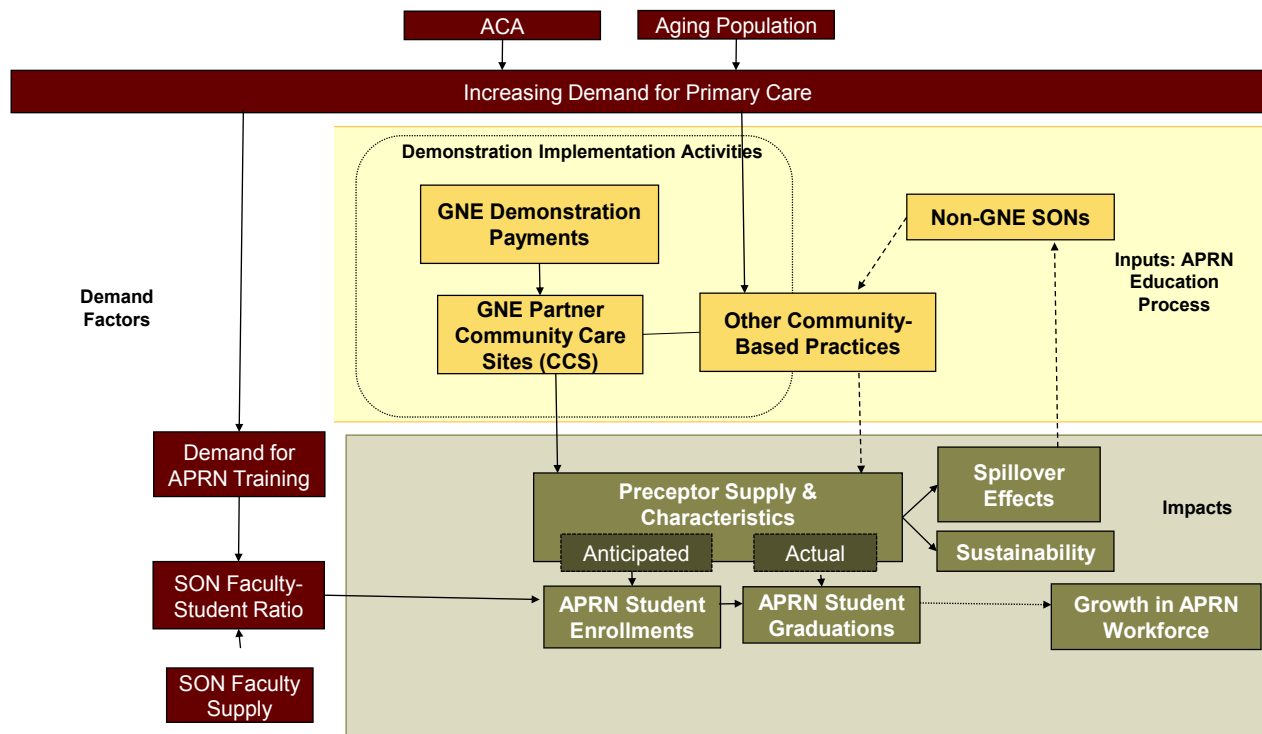 ACA
Aging Population
Increasing Demand for Primary Care
Demonstration Implementation Activities
GNE Demonstration
Payments
Non-GNE SONs
Inputs: APRN
Education
Process
Demand
Factors
GNE Partner
Community Care
Sites (CCS)
Other Community-
Based Practices
Demand for
APRN Training
Preceptor Supply &
Characteristics
Spillover
Effects
Impacts
Anticipated
Actual
Sustainability
SON Faculty-
Student Ratio
APRN Student
Enrollments
APRN Student
Graduations
Growth in APRN
Workforce
SON Faculty
Supply